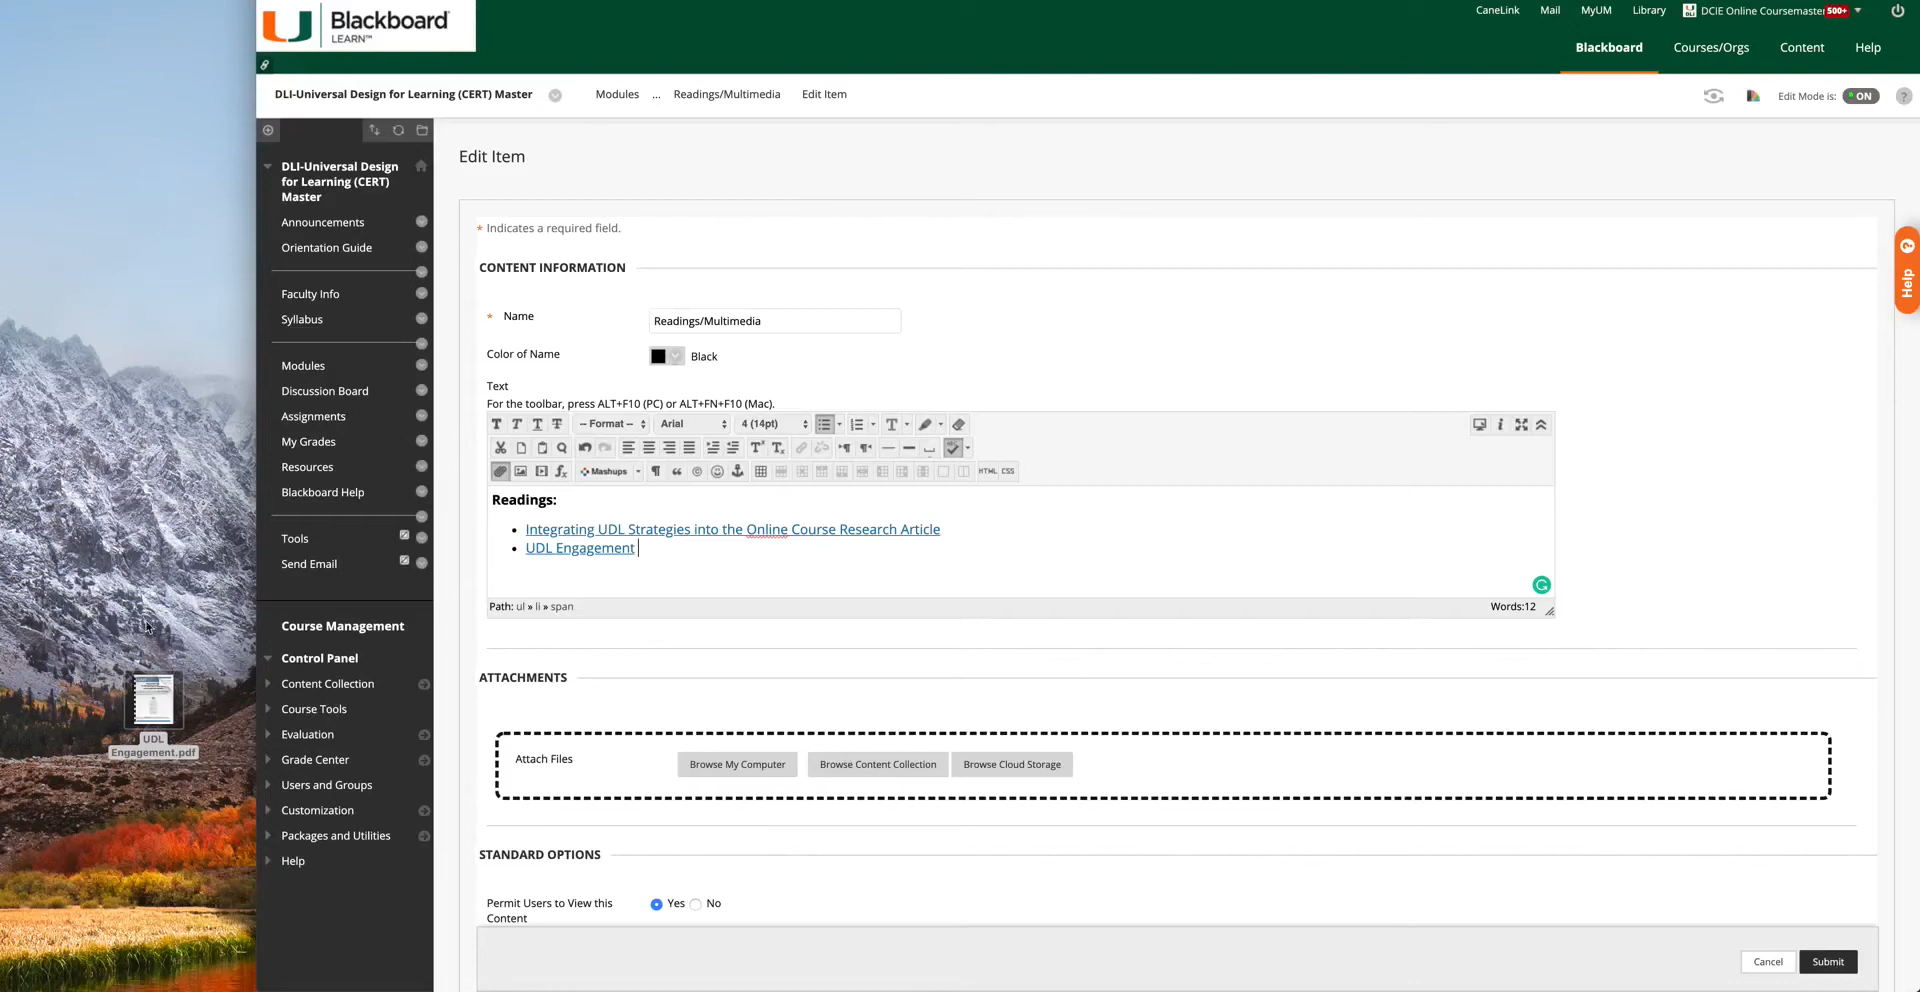 Blackboard
LEARN™
CaneLink
Mail
MyUM
Library
DCIE Online Coursemaster
500+
Blackboard
Courses/Orgs
Content
Help
DLI-Universal Design for Learning (CERT) Master
Modules
...
Readings/Multimedia
Edit Item
Edit Mode is:
ON
?
DLI-Universal Design
for Learning (CERT)
Master
Announcements
Orientation Guide
Faculty Info
Syllabus
Modules
Discussion Board
Assignments
My Grades
Resources
Blackboard Help
Tools
Send Email
Course Management
Control Panel
Content Collection
Course Tools
Evaluation
Grade Center
Users and Groups
Customization
Packages and Utilities
Help
UDL
Engagement.pdf
Edit Item
* Indicates a required field.
CONTENT INFORMATION
* Name
Readings/Multimedia
Color of Name
Black
Text
For the toolbar, press ALT+F10 (PC) or ALT+FN+F10 (Mac).
T T T T -- Format -- Arial 4 (14pt)
Mashups
HTML CSS
Readings:
• Integrating UDL Strategies into the Online Course Research Article
• UDL Engagement
Path: ul » li » span
Words:12
ATTACHMENTS
Attach Files
Browse My Computer
Browse Content Collection
Browse Cloud Storage
STANDARD OPTIONS
Permit Users to View this
Content
Yes
No
Cancel
Submit
Help
?